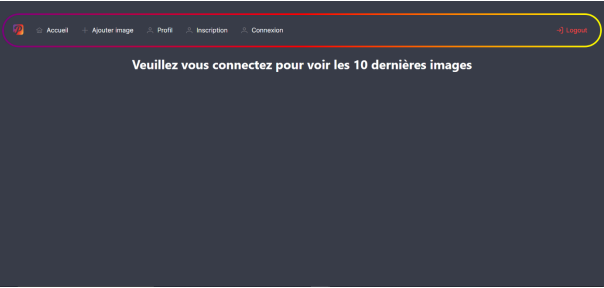 Accueil Ajouter image Profil Inscription Connexion Logout
Veuillez vous connectez pour voir les 10 dernières images